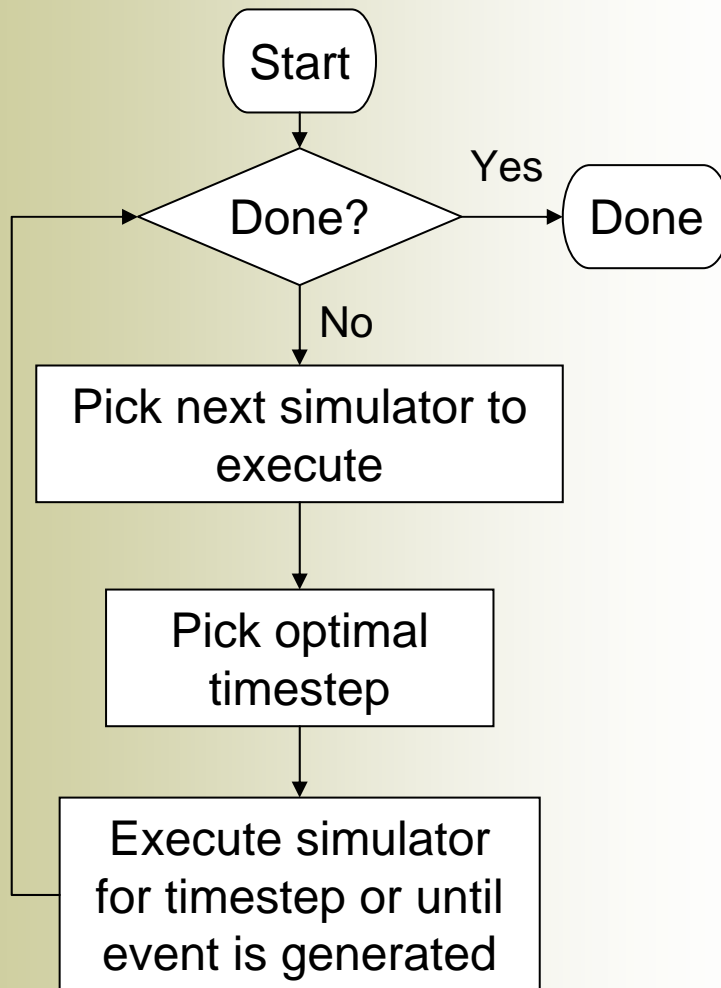 Start
Done?
Yes
Done
No
Pick next simulator to
execute
Pick optimal
timestep
Execute simulator
for timestep or until
event is generated